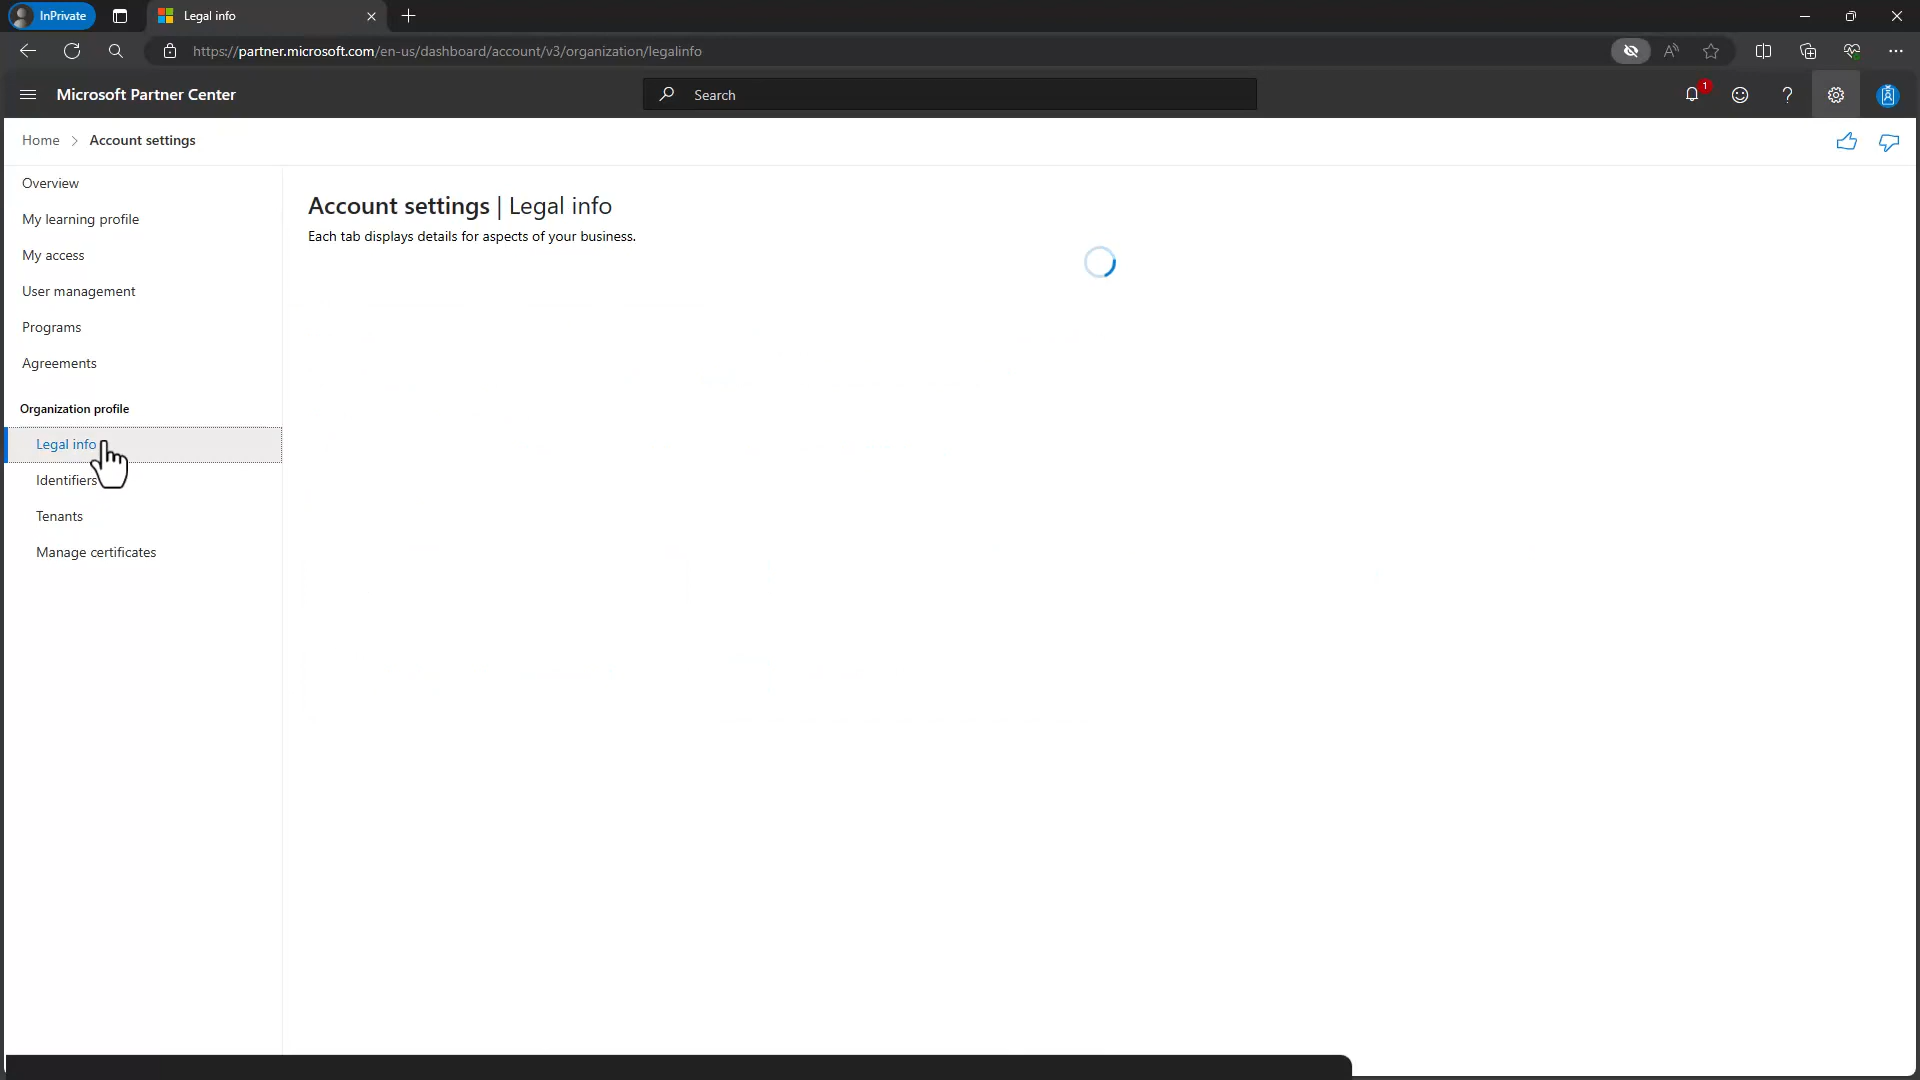 InPrivate
Legal info
https://partner.microsoft.com/en-us/dashboard/account/v3/organization/legalinfo
Microsoft Partner Center
Search
1
Home > Account settings
Overview
My learning profile
My access
User management
Programs
Agreements
Organization profile
Legal info
Identifiers
Tenants
Manage certificates
Account settings | Legal info
Each tab displays details for aspects of your business.